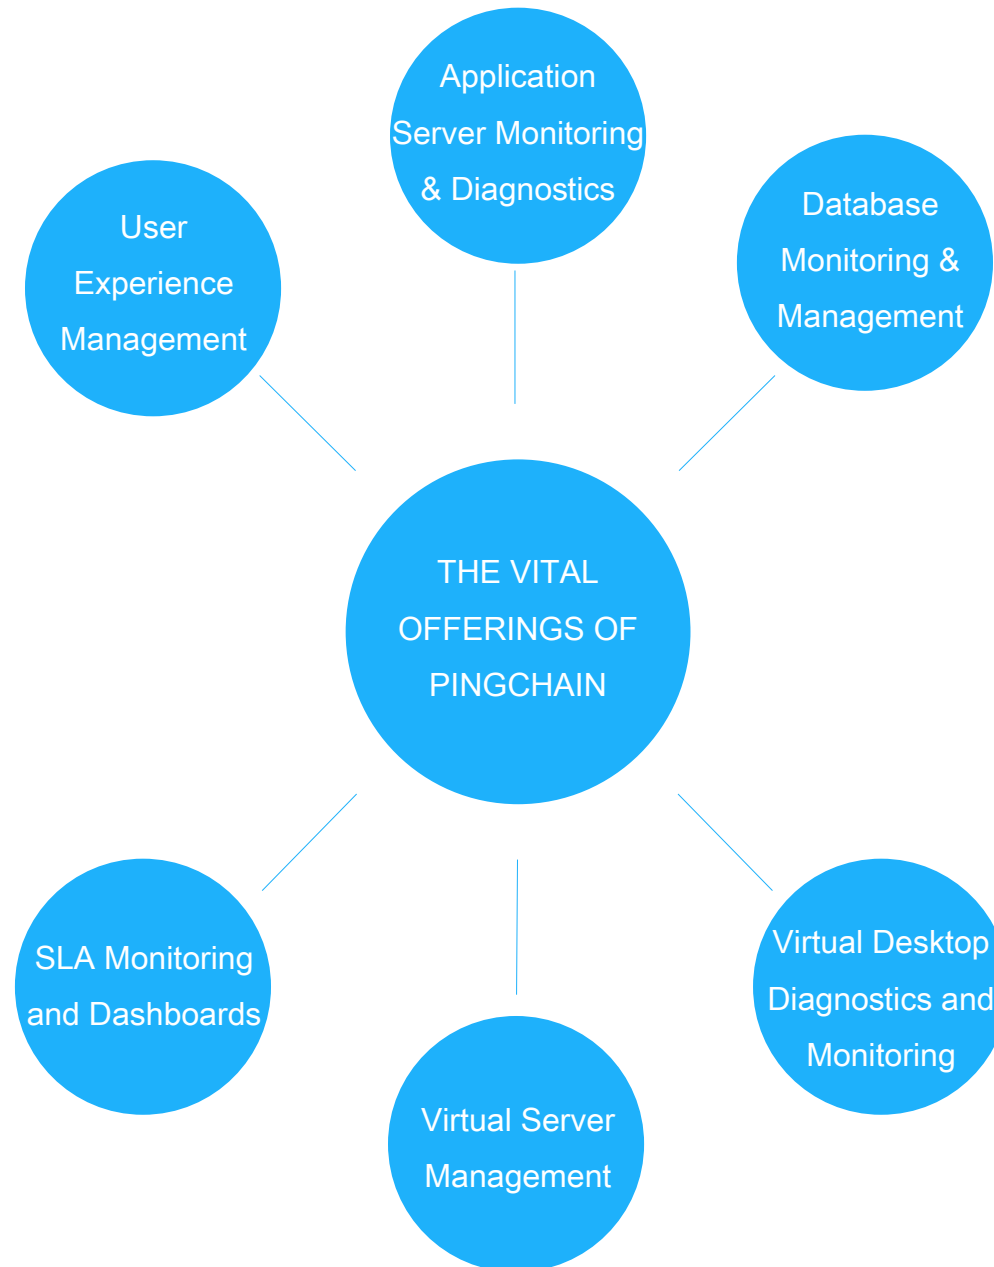 Application
Server Monitoring
& Diagnostics
Database
Monitoring &
Management
User
Experience
Management
THE VITAL
OFFERINGS OF
PINGCHAIN
SLA Monitoring
and Dashboards
Virtual Desktop
Diagnostics and
Monitoring
Virtual Server
Management